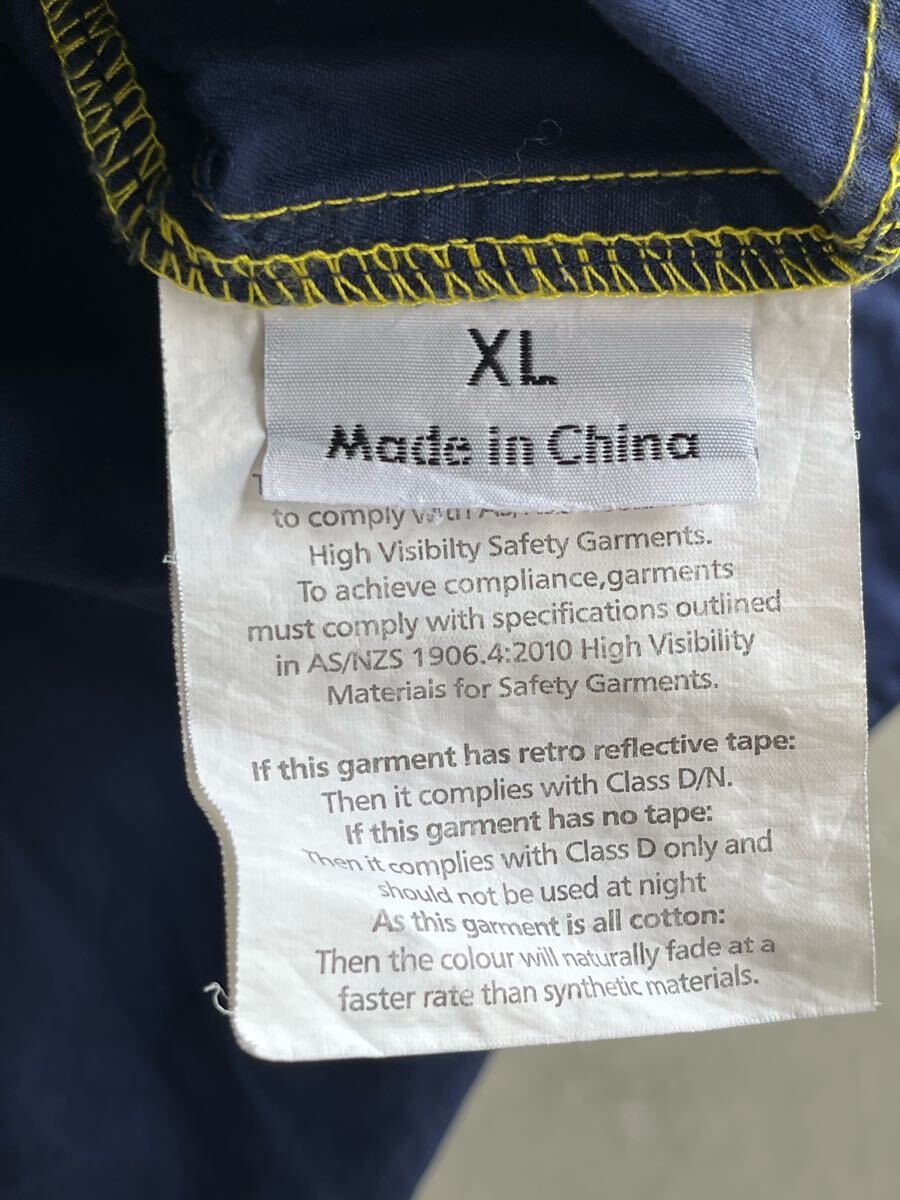 XL
Made in China
to comply
High Visibilty Safety Garments.
To achieve compliance,garments
must comply with specifications outlined
in AS/NZS 1906.4:2010 High Visibility
Materiais for Safety Garments.
If this garment has retro reflective tape:
Then it complies with Class D/N.
If this garment has no tape:
Then it complies with Class D only and
should not be used at night
As this garment is all cotton:
Then the colour will naturally fade at a
faster rate than synthetic materials.